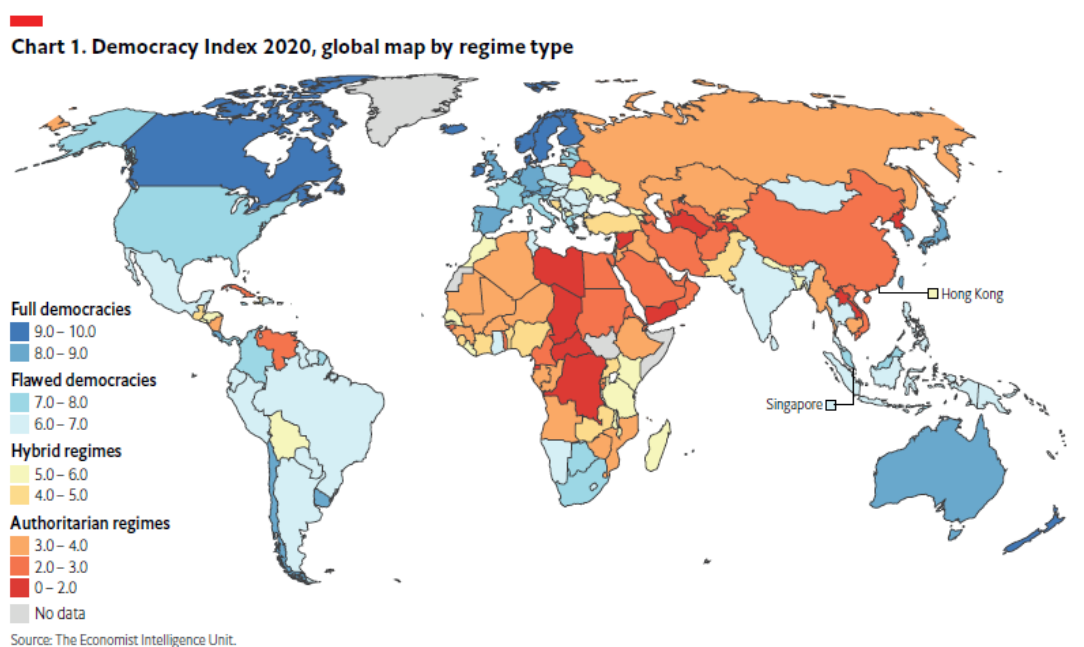 Chart 1. Democracy Index 2020, global map by regime type
Full democracies
9.0 – 10.0
8.0 – 9.0
Flawed democracies
7.0 – 8.0
6.0 – 7.0
Hybrid regimes
5.0 – 6.0
4.0 – 5.0
Authoritarian regimes
3.0 – 4.0
2.0 – 3.0
0 – 2.0
No data
Hong Kong
Singapore
Source: The Economist Intelligence Unit.